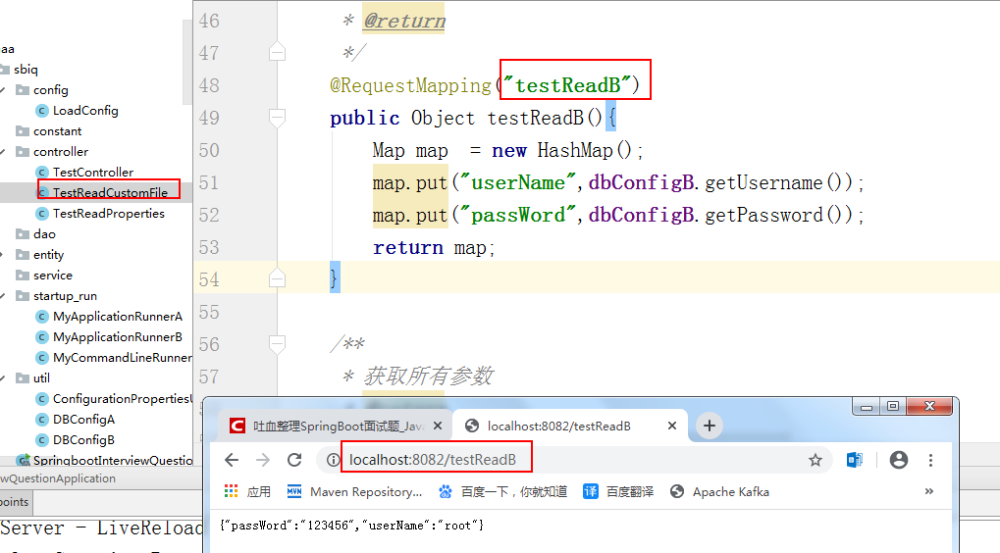 aa
sbiq
config
LoadConfig
constant
controller
TestController
TestReadCustomFile
TestReadProperties
dao
entity
service
startup_run
MyApplicationRunnerA
MyApplicationRunnerB
MyCommandLineRunner
util
ConfigurationPropertiesU
DBConfigA
DBConfigB
SpringbootInterviewQuestio
wQuestionApplication
points
Server - LiveReload
46 * @return
47 */
48 @RequestMapping("testReadB")
49 public Object testReadB(){
50 Map map  = new HashMap();
51 map.put("userName",dbConfigB.getUsername());
52 map.put("passWord",dbConfigB.getPassword());
53 return map;
54 }
55
56 /**
57 * 获取所有参数
吐血整理SpringBoot面试题_Java
localhost:8082/testReadB
localhost:8082/testReadB
应用 Maven Repository... 百度一下，你就知道 译 百度翻译 Apache Kafka »
{"passWord":"123456","userName":"root"}